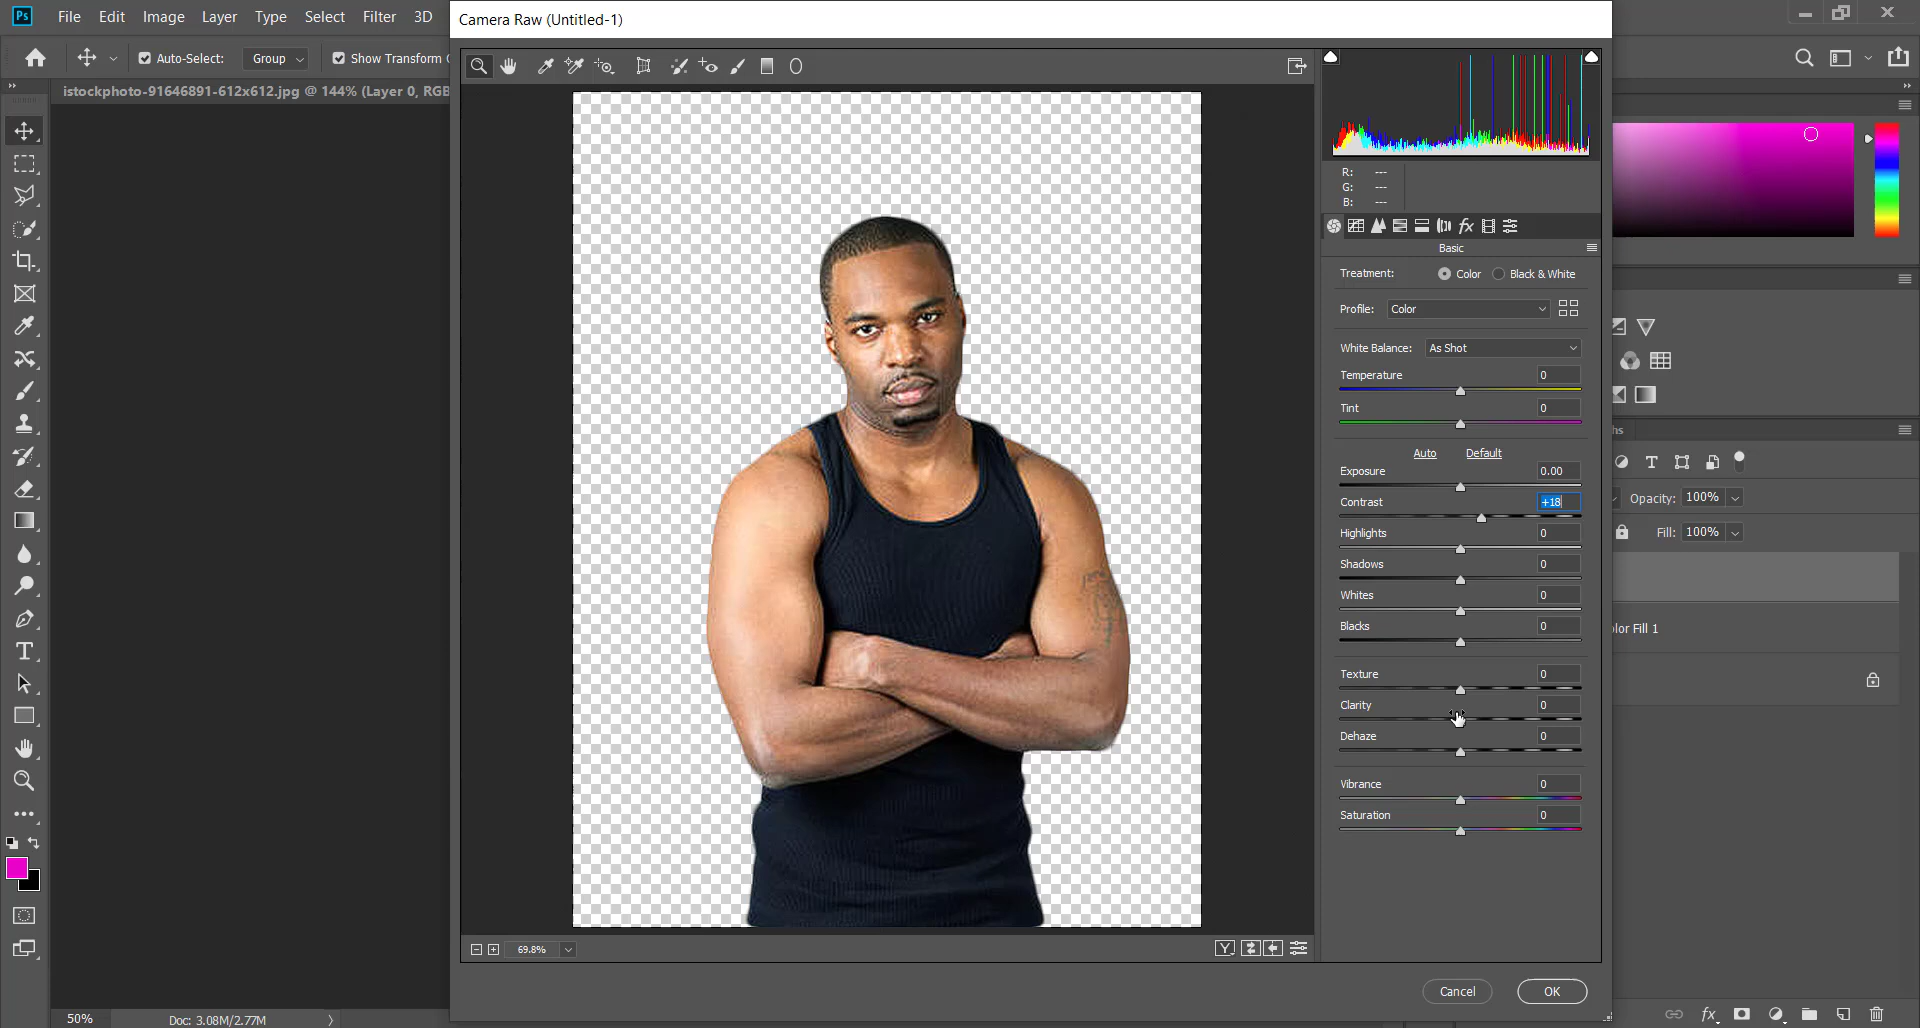 Ps File Edit Image Layer Type Select Filter 3D
Camera Raw (Untitled-1)
Auto-Select: Group Show Transform
istockphoto-91646891-612x612.jpg @ 144% (Layer 0, RGB
R: ---
G: ---
B: ---
fx
Basic
Treatment: Color Black & White
Profile: Color
White Balance: As Shot
Temperature 0
Tint 0
Auto Default
Exposure 0.00
Contrast +18
Highlights 0
Shadows 0
Whites 0
Blacks 0
Texture 0
Clarity 0
Dehaze 0
Vibrance 0
Saturation 0
Opacity: 100%
Fill: 100%
olor Fill 1
69.8%
Y
Cancel OK
50% Doc: 3.08M/2.77M
fx